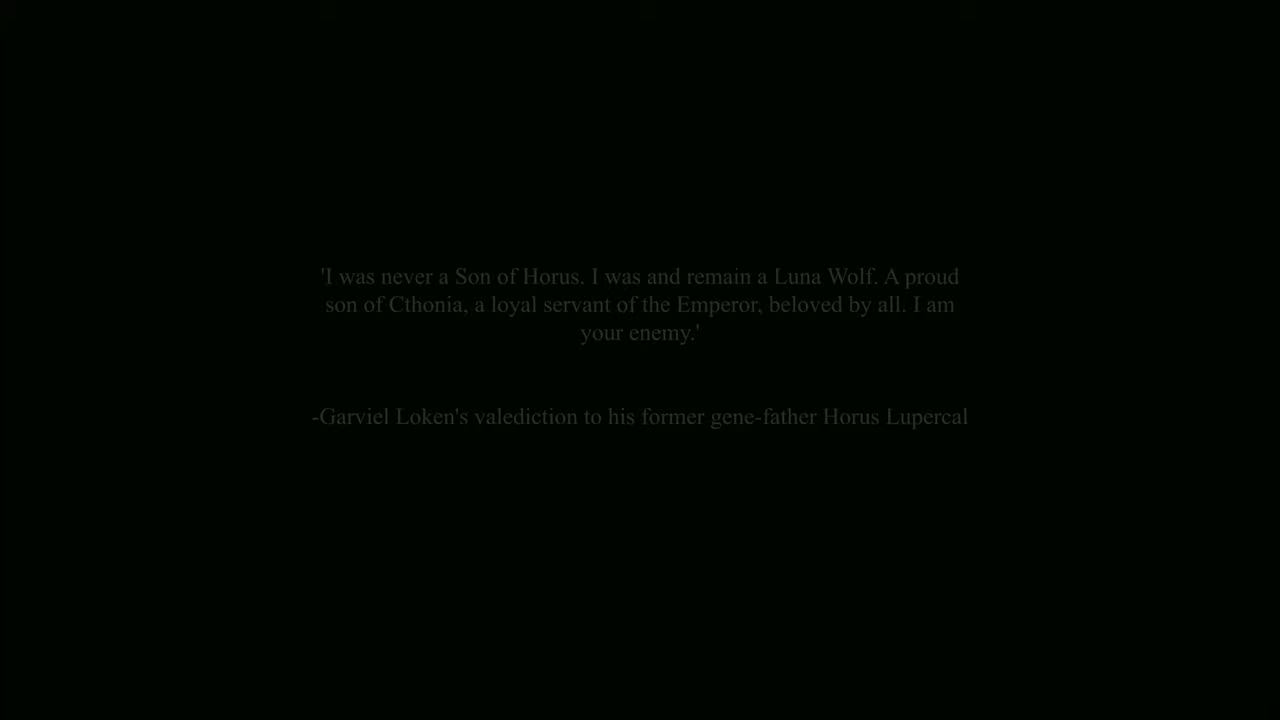 'I was never a Son of Horus. I was and remain a Luna Wolf. A proud
son of Cthonia, a loyal servant of the Emperor, beloved by all. I am
your enemy.'
-Garviel Loken's valediction to his former gene-father Horus Lupercal